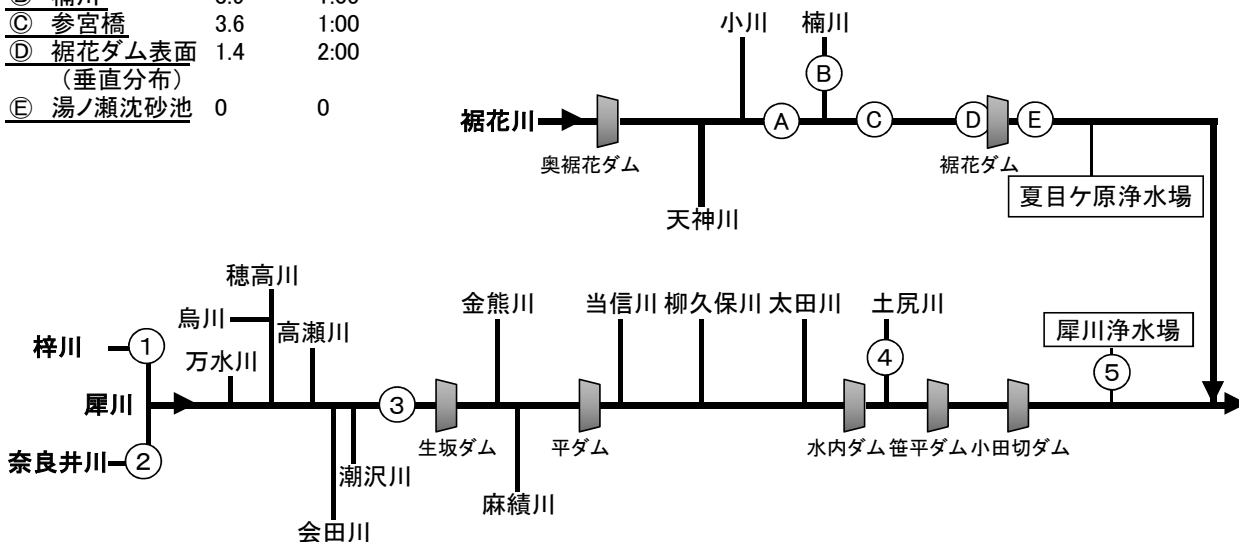 Ⓒ 参宮橋 3.6 1:00
Ⓓ 裾花ダム表面 1.4 2:00
（垂直分布）
Ⓔ 湯ノ瀬沈砂池 0 0
小川 楠川
B
裾花川 A C D E
奥裾花ダム 裾花ダム
夏目ケ原浄水場
天神川
穂高川
烏川
高瀬川
万水川
金熊川 当信川 柳久保川 太田川 土尻川
犀川浄水場
梓川 1
4
5
犀川 3
生坂ダム 平ダム 水内ダム 笹平ダム 小田切ダム
奈良井川 2
潮沢川
麻績川
会田川